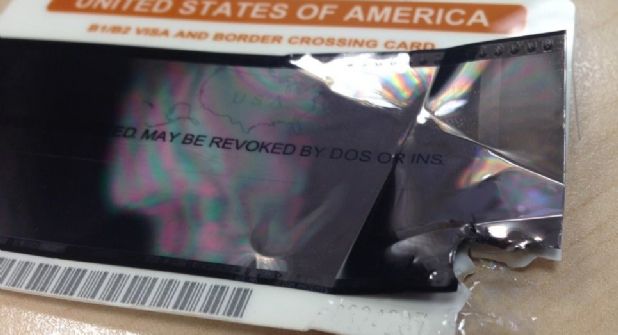 UNITED STATES OF AMERICA
B1/B2 VISA AND BORDER CROSSING CARD
USA
ED MAY BE REVOKED BY DOS OR INS.